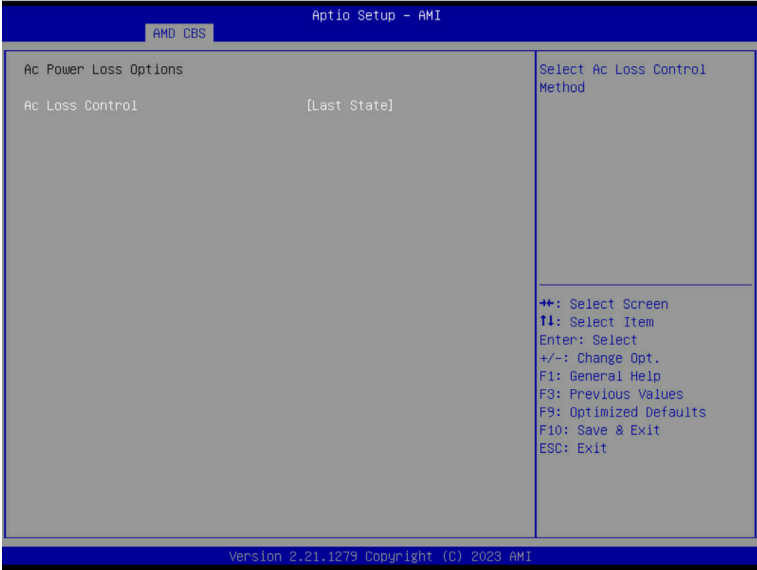 Aptio Setup – AMI
AMD CBS
Ac Power Loss Options
Ac Loss Control [Last State]
Select Ac Loss Control
Method
→←: Select Screen
↑↓: Select Item
Enter: Select
+/-: Change Opt.
F1: General Help
F3: Previous Values
F9: Optimized Defaults
F10: Save & Exit
ESC: Exit
Version 2.21.1279 Copyright (C) 2023 AMI